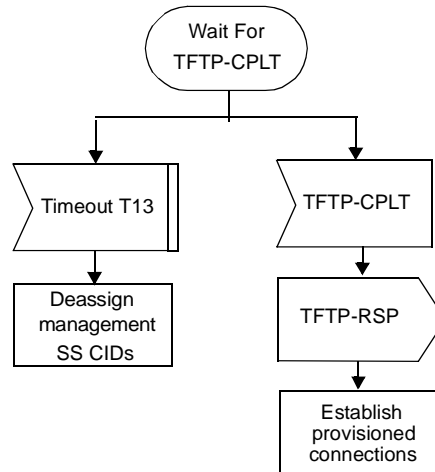 Wait For
TFTP-CPLT
Timeout T13
TFTP-CPLT
Deassign
management
SS CIDs
TFTP-RSP
Establish
provisioned
connections